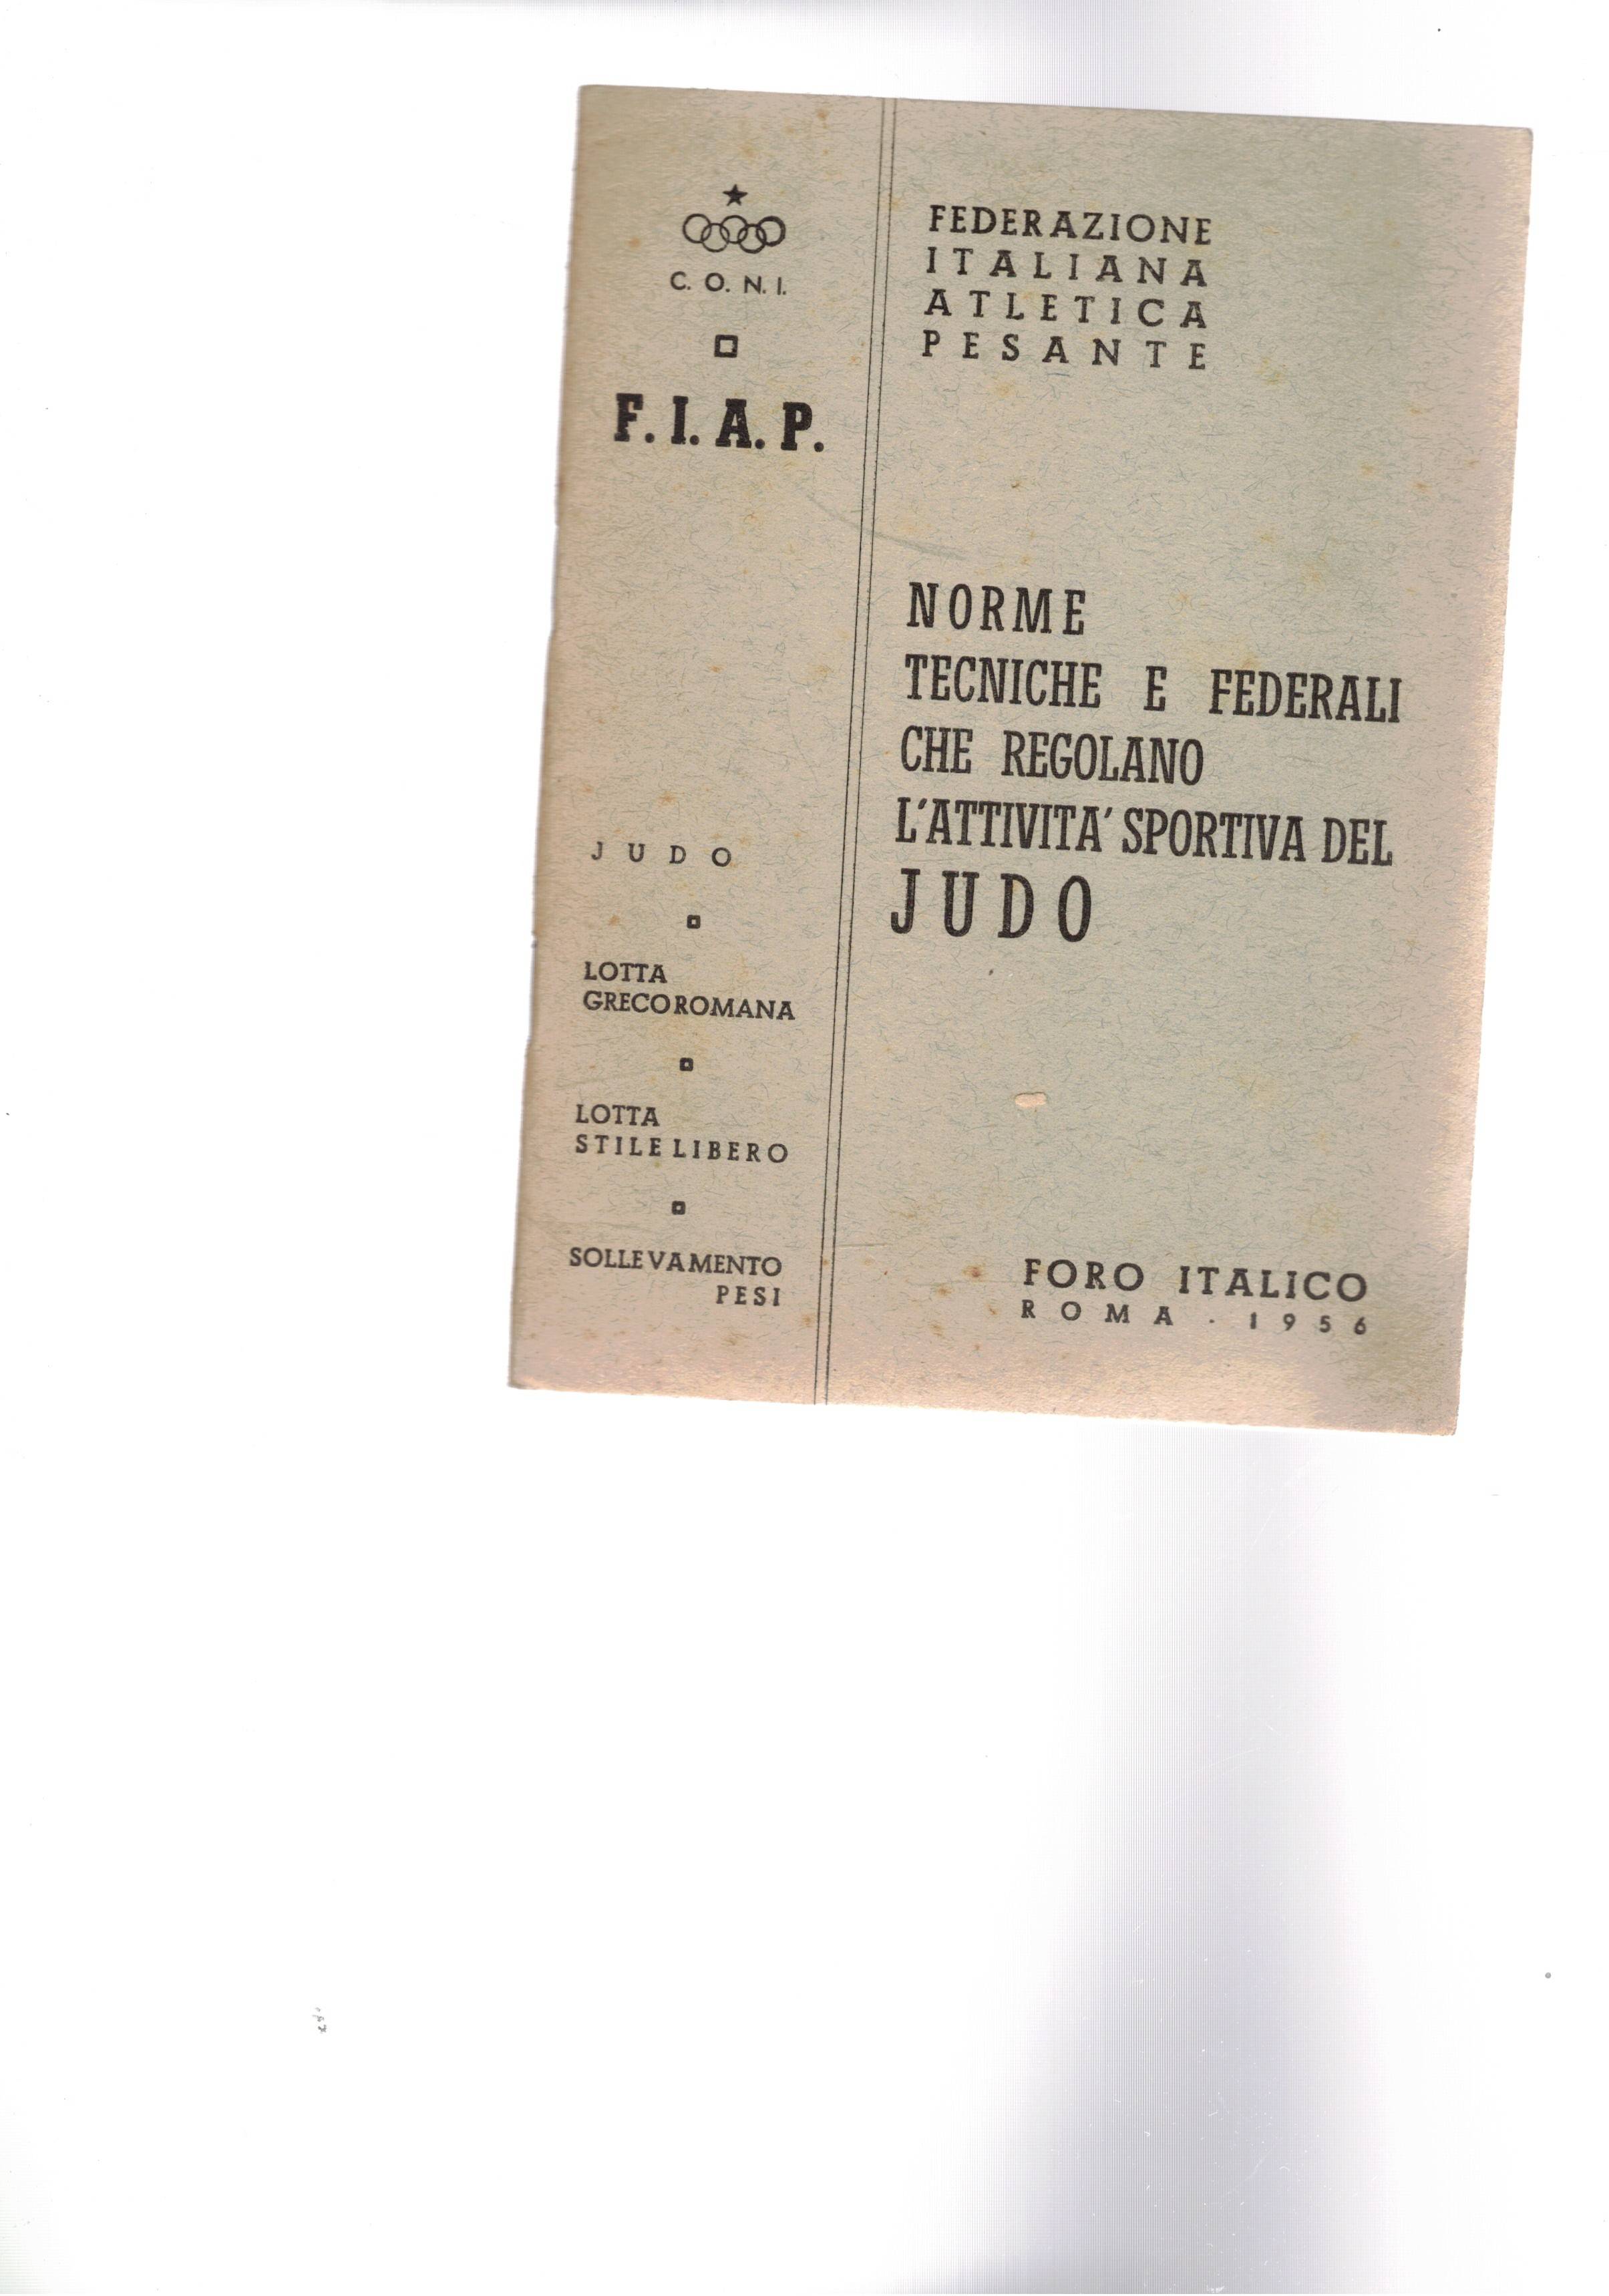 C. O. N. I.
F. I. A. P.
JUDO
LOTTA
GRECOROMANA
LOTTA
STILE LIBERO
SOLLEVAMENTO
PESI
FEDERAZIONE
ITALIANA
ATLETICA
PESANTE
NORME
TECNICHE E FEDERALI
CHE REGOLANO
L'ATTIVITA' SPORTIVA DEL
JUDO
FORO ITALICO
ROMA - 1956